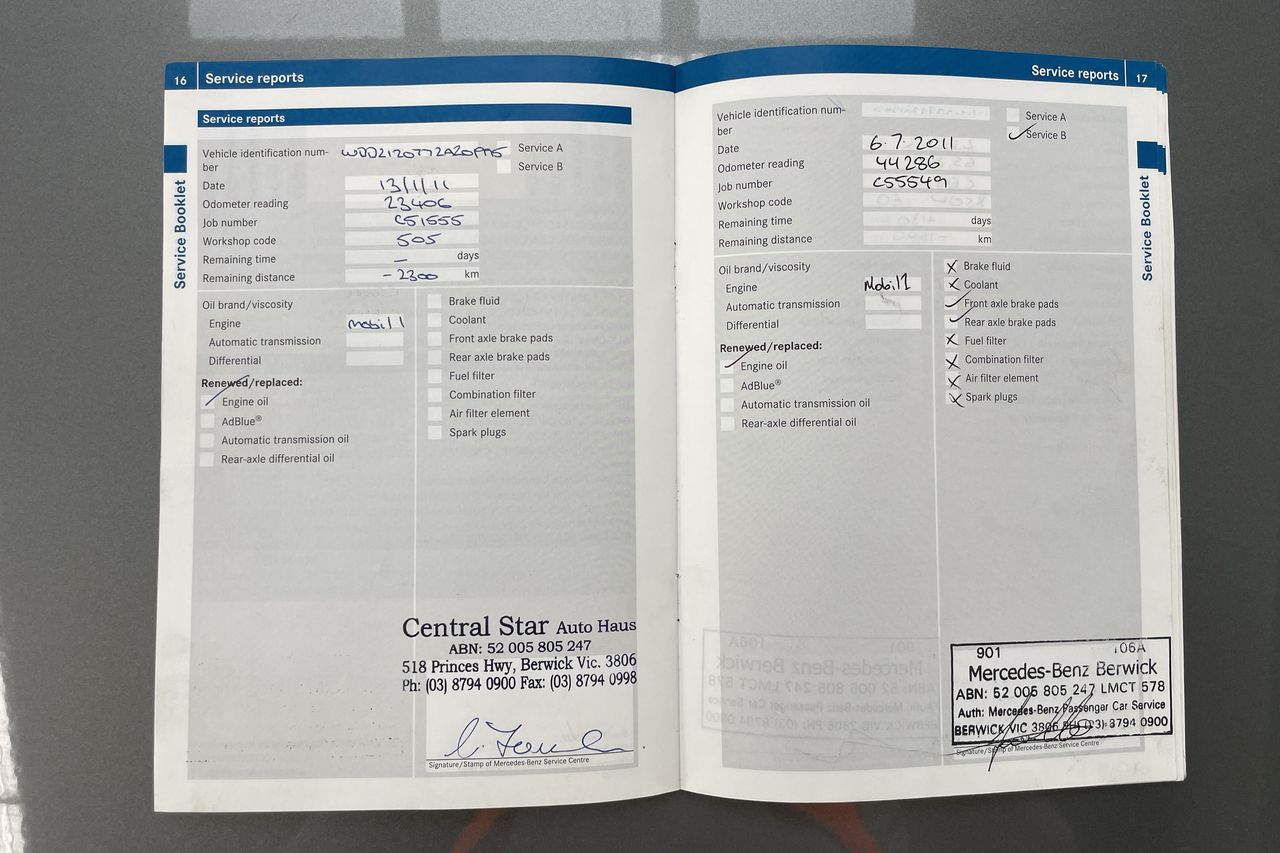 16 Service reports
Service reports
Service Booklet
Vehicle identification num-
ber
Service A
Service B
Date 13/1/11
Odometer reading 23406
Job number C51555
Workshop code 505
Remaining time – days
Remaining distance -2300 km
Oil brand/viscosity
Engine mobil 1
Automatic transmission
Differential
Renewed/replaced:
Engine oil
AdBlue®
Automatic transmission oil
Rear-axle differential oil
Brake fluid
Coolant
Front axle brake pads
Rear axle brake pads
Fuel filter
Combination filter
Air filter element
Spark plugs
Central Star Auto Haus
ABN: 52 005 805 247
518 Princes Hwy, Berwick Vic. 3806
Ph: (03) 8794 0900 Fax: (03) 8794 0998
Signature/Stamp of Mercedes-Benz Service Centre
Service reports 17
Service Booklet
Vehicle identification num-
ber
Service A
Service B
Date 6.7.2011
Odometer reading 44286
Job number C55549
Workshop code
Remaining time days
Remaining distance km
Oil brand/viscosity
Engine Mobil 1
Automatic transmission
Differential
Renewed/replaced:
Engine oil
AdBlue®
Automatic transmission oil
Rear-axle differential oil
Brake fluid
Coolant
Front axle brake pads
Rear axle brake pads
Fuel filter
Combination filter
Air filter element
Spark plugs
901 106A
Mercedes-Benz Berwick
ABN: 52 005 805 247 LMCT 578
Auth: Mercedes-Benz Passenger Car Service
BERWICK VIC 3806 PH: (03) 8794 0900
Signature/Stamp of Mercedes-Benz Service Centre